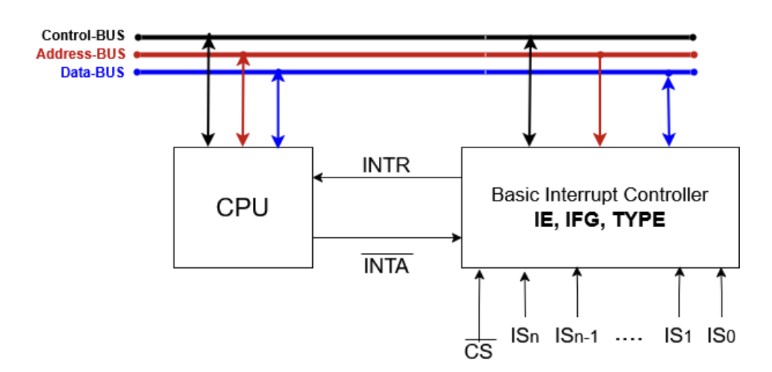 Control-BUS
Address-BUS
Data-BUS
CPU
INTR
INTA
Basic Interrupt Controller
IE, IFG, TYPE
CS
ISn
ISn-1
....
IS1
IS0